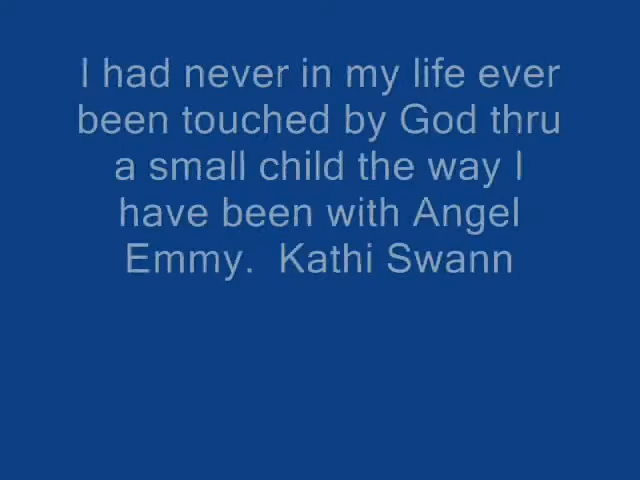 I had never in my life ever
been touched by God thru
a small child the way I
have been with Angel
Emmy.  Kathi Swann